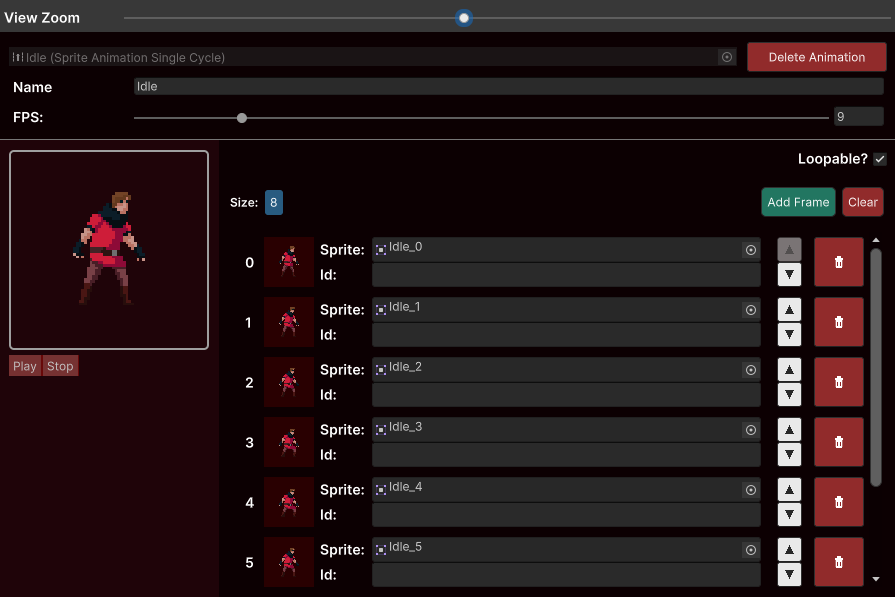 View Zoom
Idle (Sprite Animation Single Cycle)
Delete Animation
Name
Idle
FPS:
9
Loopable?
Size:
8
Add Frame
Clear
Play
Stop
0
Sprite:
Idle_0
Id:
1
Sprite:
Idle_1
Id:
2
Sprite:
Idle_2
Id:
3
Sprite:
Idle_3
Id:
4
Sprite:
Idle_4
Id:
5
Sprite:
Idle_5
Id: